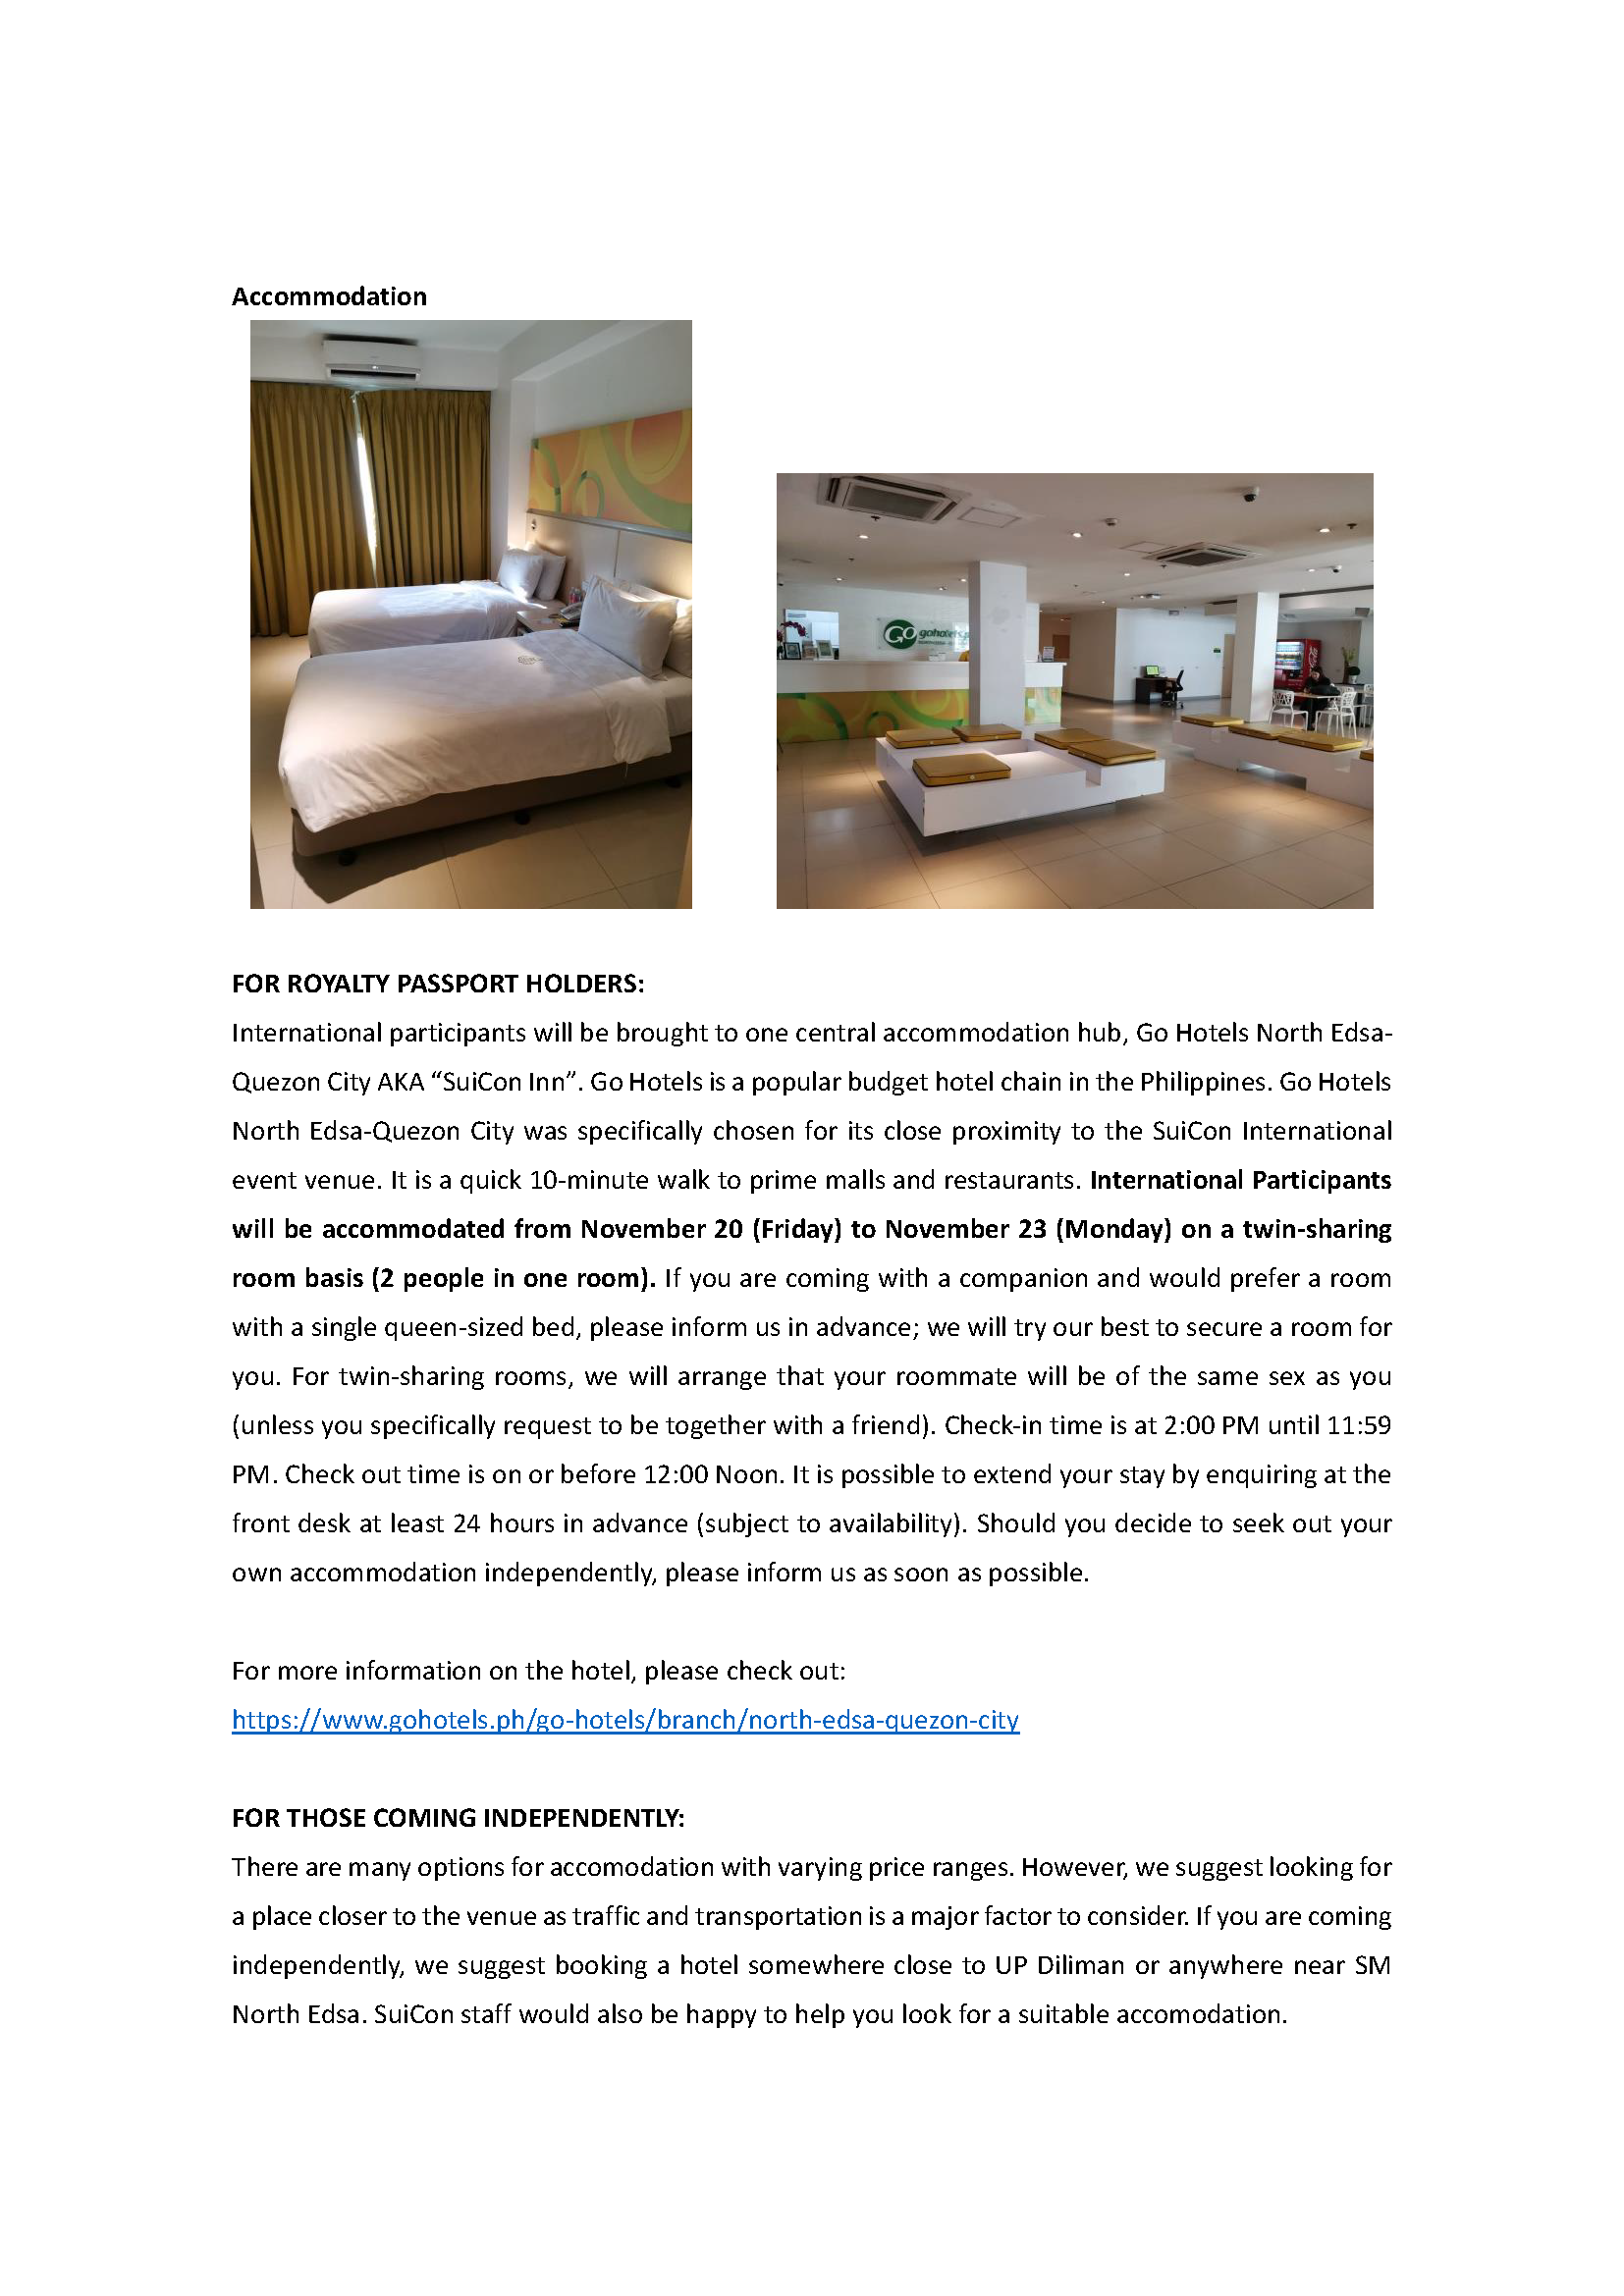 Accommodation
GO gohotels
FOR ROYALTY PASSPORT HOLDERS:
International participants will be brought to one central accommodation hub, Go Hotels North Edsa-
Quezon City AKA “SuiCon Inn”. Go Hotels is a popular budget hotel chain in the Philippines. Go Hotels
North Edsa-Quezon City was specifically chosen for its close proximity to the SuiCon International
event venue. It is a quick 10-minute walk to prime malls and restaurants. International Participants
will be accommodated from November 20 (Friday) to November 23 (Monday) on a twin-sharing
room basis (2 people in one room). If you are coming with a companion and would prefer a room
with a single queen-sized bed, please inform us in advance; we will try our best to secure a room for
you. For twin-sharing rooms, we will arrange that your roommate will be of the same sex as you
(unless you specifically request to be together with a friend). Check-in time is at 2:00 PM until 11:59
PM. Check out time is on or before 12:00 Noon. It is possible to extend your stay by enquiring at the
front desk at least 24 hours in advance (subject to availability). Should you decide to seek out your
own accommodation independently, please inform us as soon as possible.
For more information on the hotel, please check out:
https://www.gohotels.ph/go-hotels/branch/north-edsa-quezon-city
FOR THOSE COMING INDEPENDENTLY:
There are many options for accomodation with varying price ranges. However, we suggest looking for
a place closer to the venue as traffic and transportation is a major factor to consider. If you are coming
independently, we suggest booking a hotel somewhere close to UP Diliman or anywhere near SM
North Edsa. SuiCon staff would also be happy to help you look for a suitable accomodation.